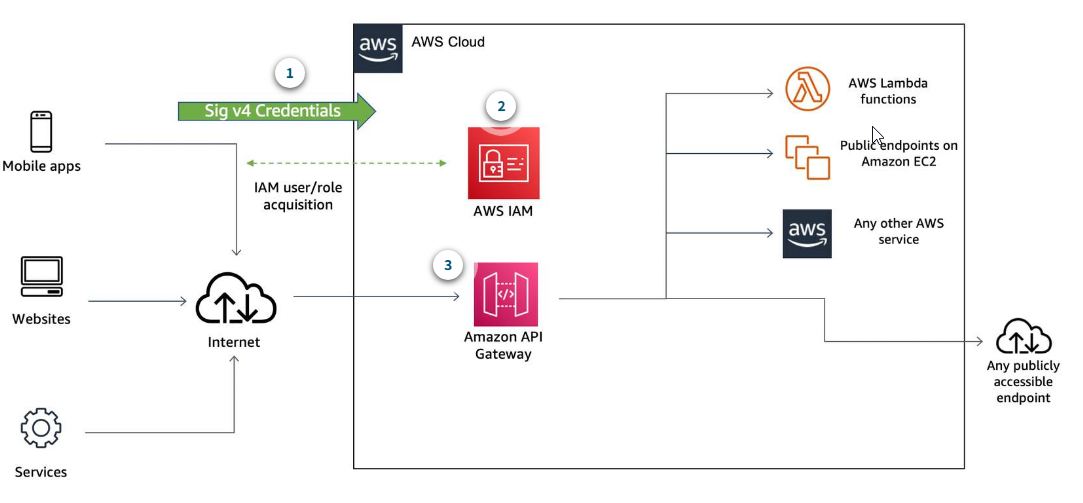 aws
AWS Cloud
1
Sig v4 Credentials
2
Mobile apps
IAM user/role
acquisition
AWS IAM
AWS Lambda
functions
Public endpoints on
Amazon EC2
aws
Any other AWS
service
3
</>
Websites
Internet
Amazon API
Gateway
Any publicly
accessible
endpoint
Services